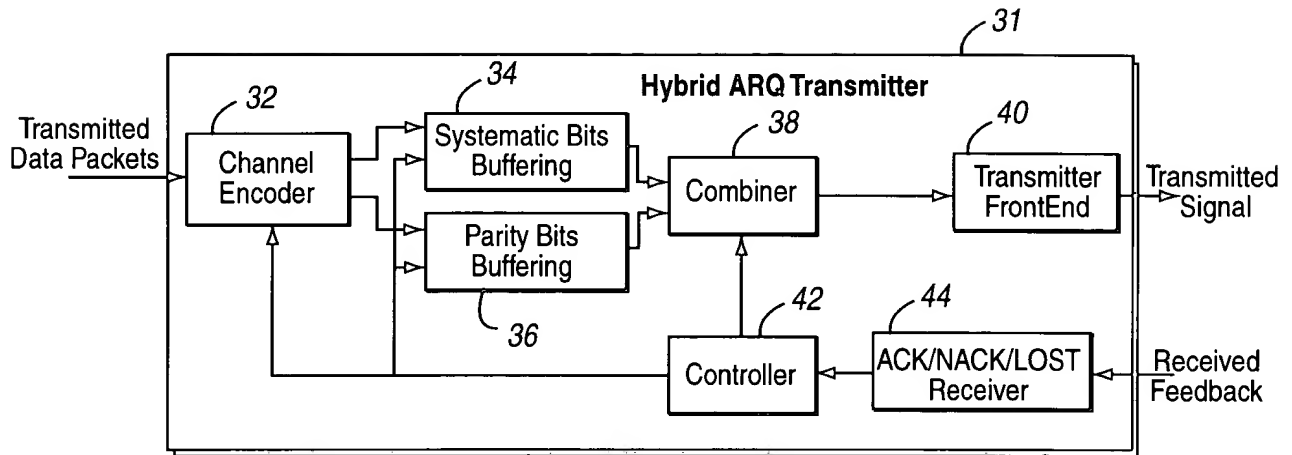 31
Hybrid ARQ Transmitter
Transmitted
Data Packets
32
Channel
Encoder
34
Systematic Bits
Buffering
Parity Bits
Buffering
36
38
Combiner
40
Transmitter
FrontEnd
Transmitted
Signal
42
Controller
44
ACK/NACK/LOST
Receiver
Received
Feedback